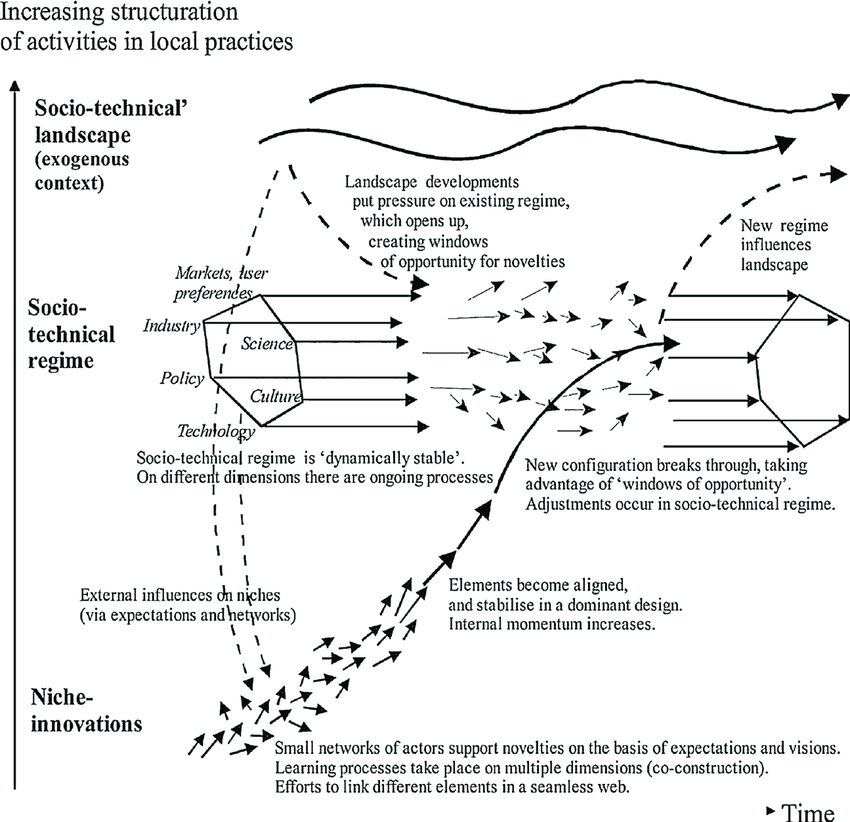 Increasing structuration
of activities in local practices
Socio-technical’
landscape
(exogenous
context)
Landscape developments
put pressure on existing regime,
which opens up,
creating windows
of opportunity for novelties
New regime
influences
landscape
Markets, user
preferences
Socio-
technical
regime
Industry
Science
Policy
Culture
Technology
Socio-technical regime is ‘dynamically stable’.
On different dimensions there are ongoing processes
New configuration breaks through, taking
advantage of ‘windows of opportunity’.
Adjustments occur in socio-technical regime.
External influences on niches
(via expectations and networks)
Elements become aligned,
and stabilise in a dominant design.
Internal momentum increases.
Niche-
innovations
Small networks of actors support novelties on the basis of expectations and visions.
Learning processes take place on multiple dimensions (co-construction).
Efforts to link different elements in a seamless web.
Time